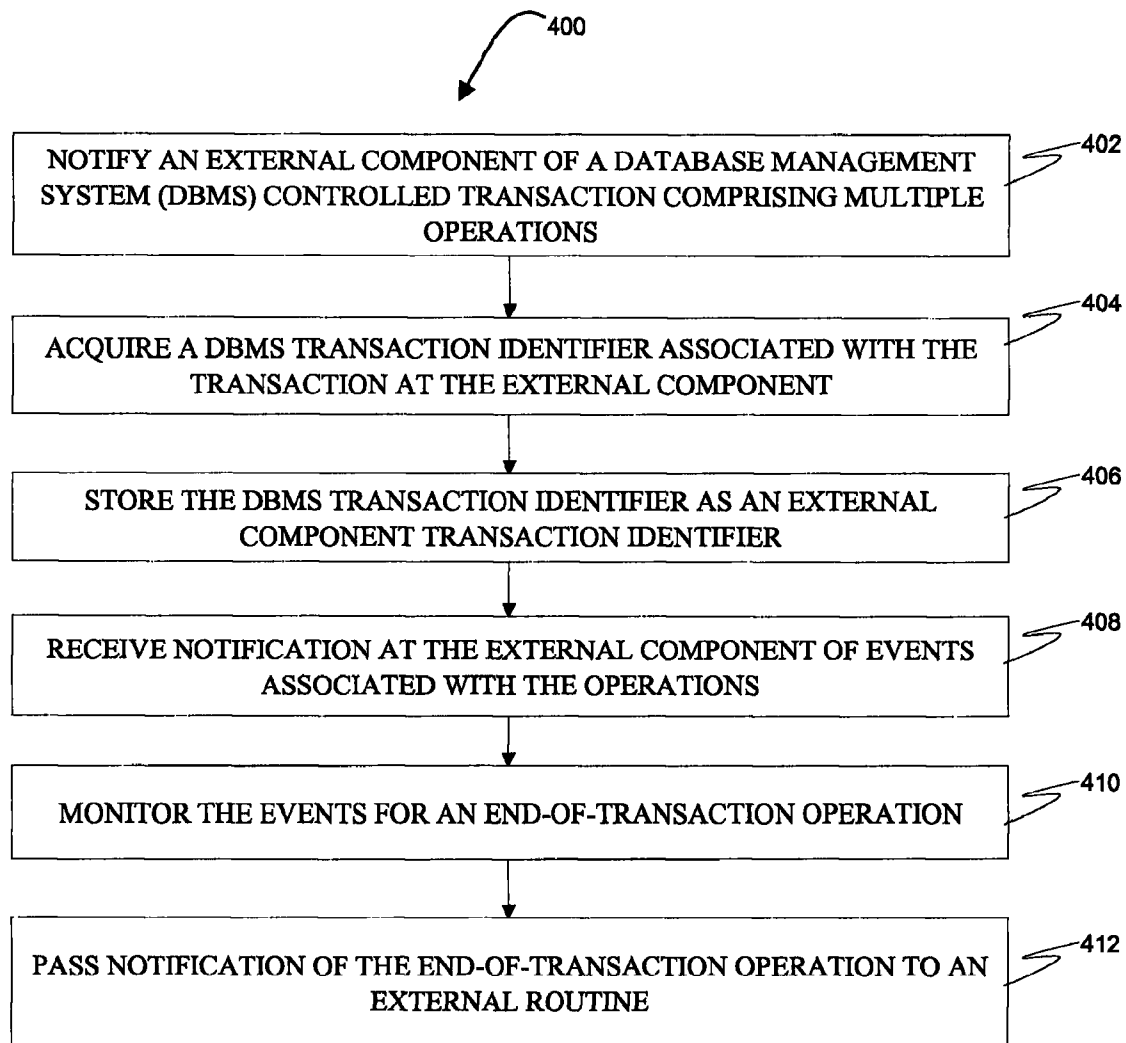 400
NOTIFY AN EXTERNAL COMPONENT OF A DATABASE MANAGEMENT
SYSTEM (DBMS) CONTROLLED TRANSACTION COMPRISING MULTIPLE
OPERATIONS
402
ACQUIRE A DBMS TRANSACTION IDENTIFIER ASSOCIATED WITH THE
TRANSACTION AT THE EXTERNAL COMPONENT
404
STORE THE DBMS TRANSACTION IDENTIFIER AS AN EXTERNAL
COMPONENT TRANSACTION IDENTIFIER
406
RECEIVE NOTIFICATION AT THE EXTERNAL COMPONENT OF EVENTS
ASSOCIATED WITH THE OPERATIONS
408
MONITOR THE EVENTS FOR AN END-OF-TRANSACTION OPERATION
410
PASS NOTIFICATION OF THE END-OF-TRANSACTION OPERATION TO AN
EXTERNAL ROUTINE
412